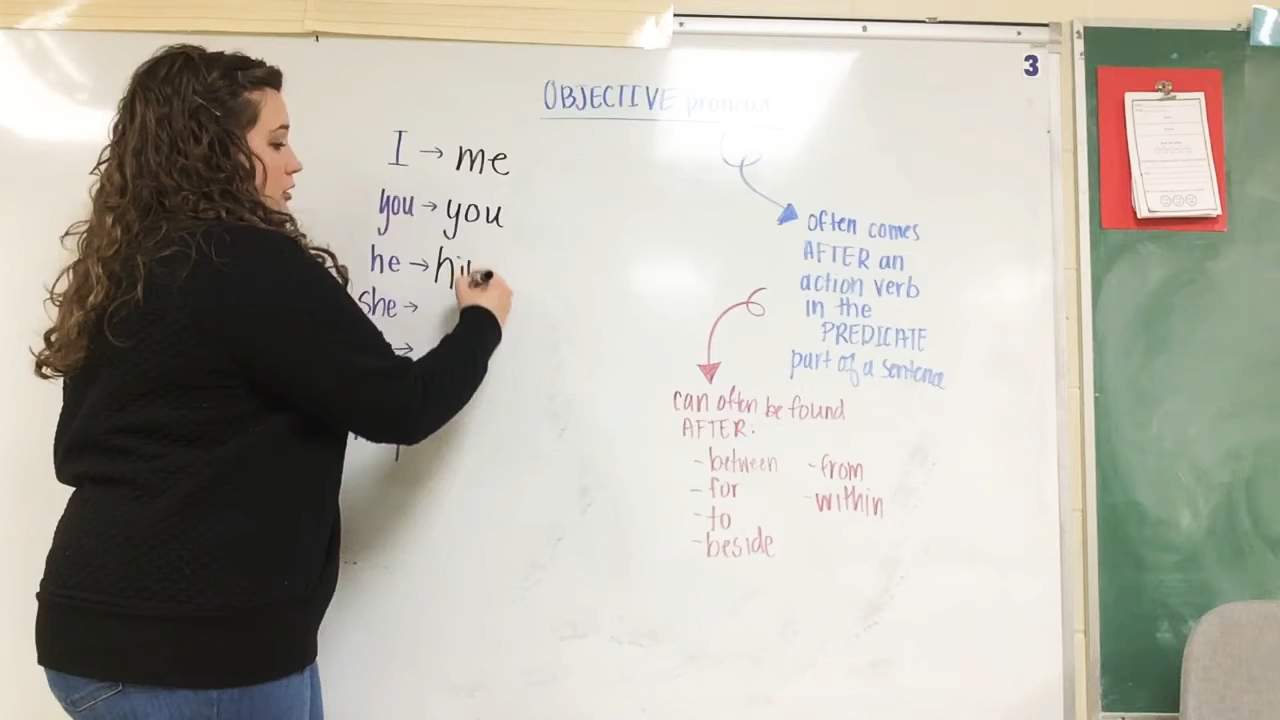 3
OBJECTIVE pronouns
I → me
you → you
he → hi
she →
→
often comes
AFTER an
action verb
in the
PREDICATE
part of a sentence
can often be found
AFTER:
- between
- for
- to
- beside
- from
- within